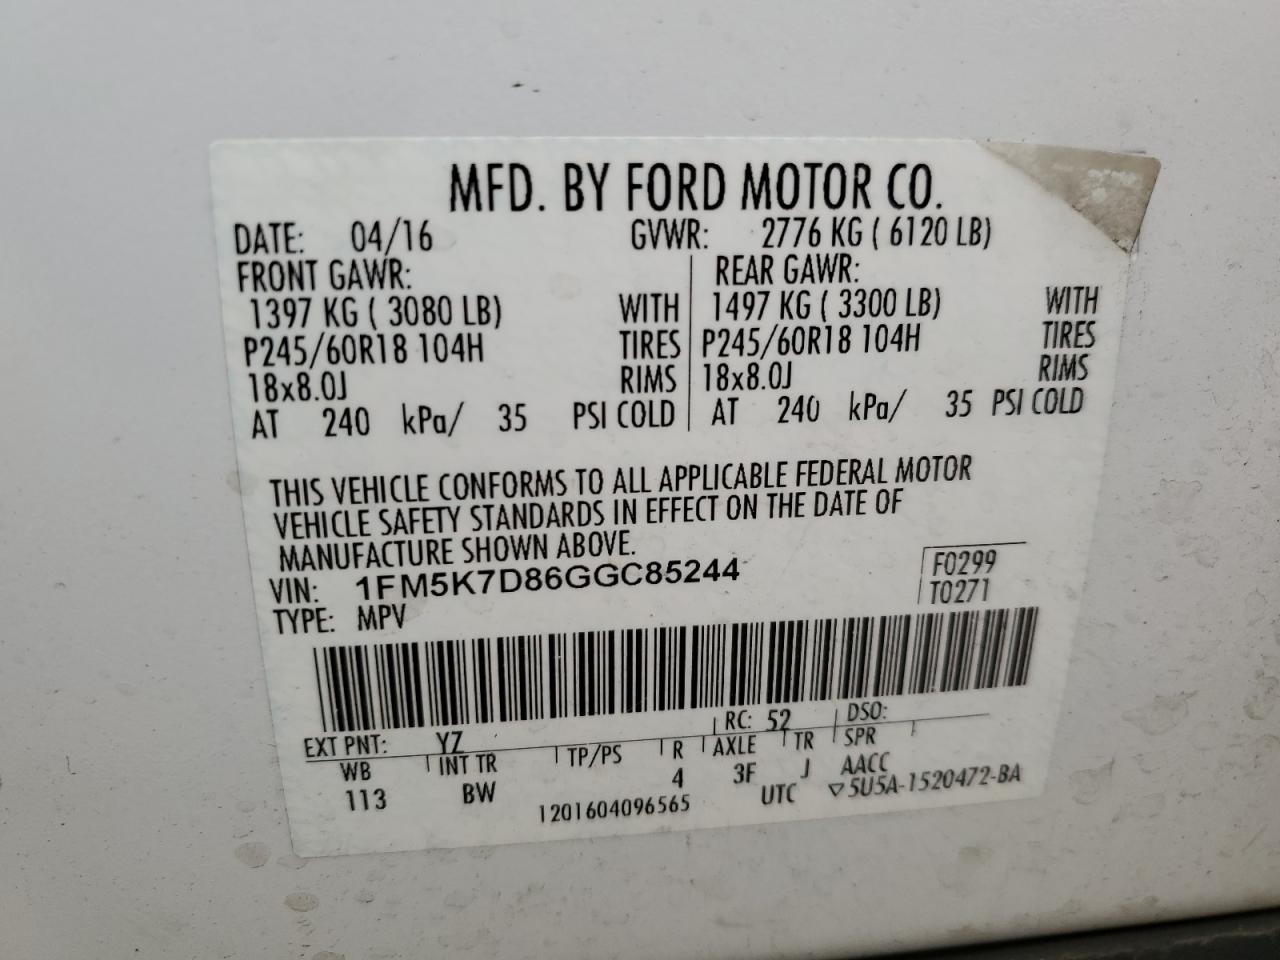 MFD. BY FORD MOTOR CO.
DATE: 04/16 GVWR: 2776 KG ( 6120 LB)
FRONT GAWR: REAR GAWR:
1397 KG ( 3080 LB) WITH 1497 KG ( 3300 LB) WITH
P245/60R18 104H TIRES P245/60R18 104H TIRES
18x8.0J RIMS 18x8.0J RIMS
AT 240 kPa/ 35 PSI COLD AT 240 kPa/ 35 PSI COLD
THIS VEHICLE CONFORMS TO ALL APPLICABLE FEDERAL MOTOR
VEHICLE SAFETY STANDARDS IN EFFECT ON THE DATE OF
MANUFACTURE SHOWN ABOVE.
VIN: 1FM5K7D86GGC85244 F0299
TYPE: MPV T0271
EXT PNT: YZ RC: 52 DSO:
WB INT TR TP/PS R AXLE TR SPR
113 BW 4 3F J AACC
1201604096565 UTC ▽5U5A-1520472-BA